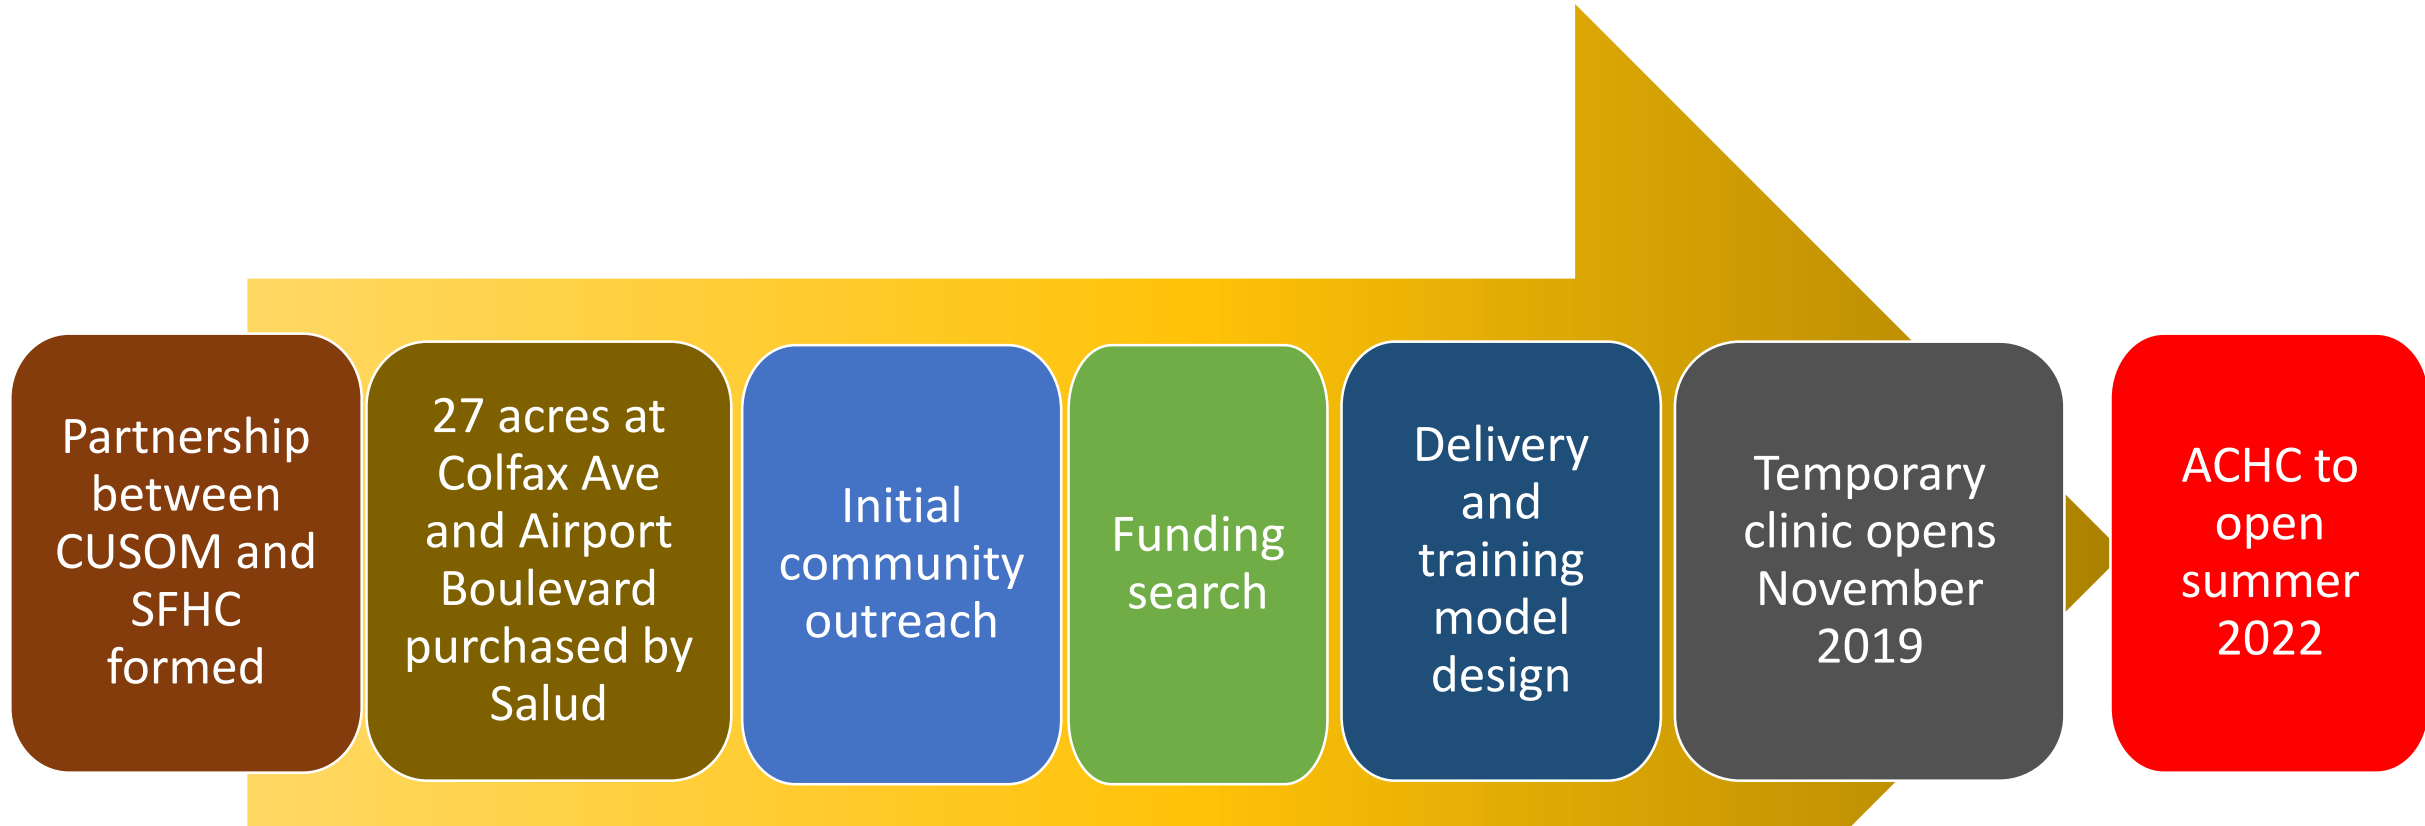 Partnership
between
CUSOM and
SFHC
formed
27 acres at
Colfax Ave
and Airport
Boulevard
purchased by
Salud
Initial
community
outreach
Funding
search
Delivery
and
training
model
design
Temporary
clinic opens
November
2019
ACHC to
open
summer
2022